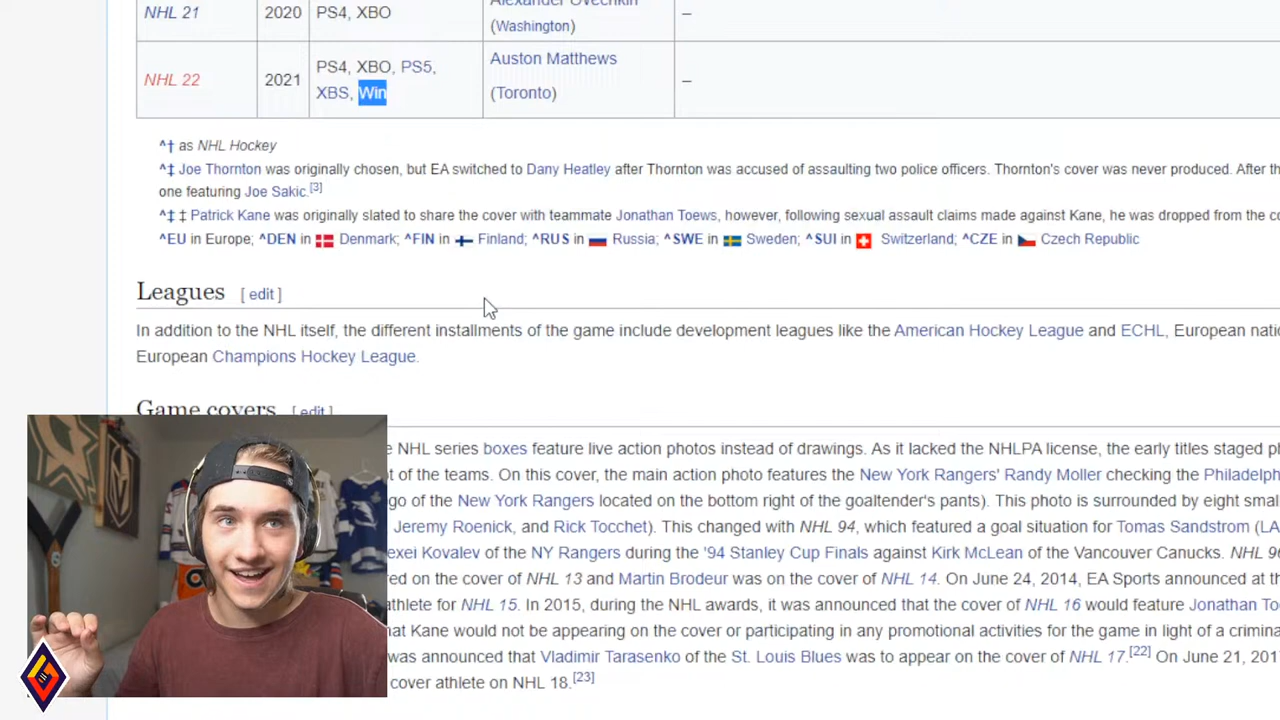 NHL 21 2020 PS4, XBO Alexander Ovechkin –
(Washington)
NHL 22 2021 PS4, XBO, PS5, Auston Matthews –
XBS, Win (Toronto)
^† as NHL Hockey
^‡ Joe Thornton was originally chosen, but EA switched to Dany Heatley after Thornton was accused of assaulting two police officers. Thornton's cover was never produced. After the
one featuring Joe Sakic.[3]
^‡ ‡ Patrick Kane was originally slated to share the cover with teammate Jonathan Toews, however, following sexual assault claims made against Kane, he was dropped from the
^EU in Europe; ^DEN in Denmark; ^FIN in Finland; ^RUS in Russia; ^SWE in Sweden; ^SUI in Switzerland; ^CZE in Czech Republic
Leagues [ edit ]
In addition to the NHL itself, the different installments of the game include development leagues like the American Hockey League and ECHL, European
European Champions Hockey League.
Game covers [ edit ]
NHL series boxes feature live action photos instead of drawings. As it lacked the NHLPA license, the early titles staged
of the teams. On this cover, the main action photo features the New York Rangers' Randy Moller checking the
of the New York Rangers located on the bottom right of the goaltender's pants). This photo is surrounded by eight
Jeremy Roenick, and Rick Tocchet). This changed with NHL 94, which featured a goal situation for Tomas Sandstrom (LA
Kovalev of the NY Rangers during the '94 Stanley Cup Finals against Kirk McLean of the Vancouver Canucks. NHL
on the cover of NHL 13 and Martin Brodeur was on the cover of NHL 14. On June 24, 2014, EA Sports announced at
for NHL 15. In 2015, during the NHL awards, it was announced that the cover of NHL 16 would feature Jonathan
Kane would not be appearing on the cover or participating in any promotional activities for the game in light of a
was announced that Vladimir Tarasenko of the St. Louis Blues was to appear on the cover of NHL 17.[22] On June 21,
cover athlete on NHL 18.[23]